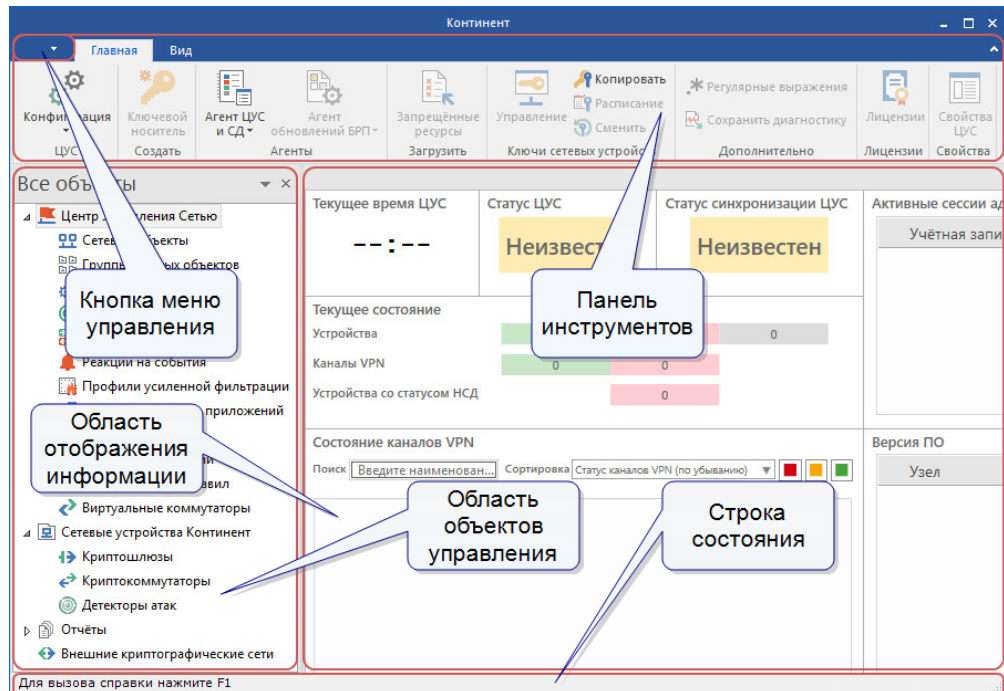 Континент
Главная Вид
Конфигурация
ЦУС
Ключевой носитель
Создать
Агент ЦУС и СД
Агент обновлений БРП
Агенты
Запрещённые ресурсы
Загрузить
Управление
Копировать
Расписание
Сменить
Ключи сетевых устройств
Регулярные выражения
Сохранить диагностику
Дополнительно
Лицензии
Лицензии
Свойства ЦУС
Свойства
Все объекты
Центр Управления Сетью
Сетевые объекты
Группы сетевых объектов
Кнопка меню
управления
Реакции на события
Профили усиленной фильтрации
приложений
Область
отображения
информации
Виртуальные коммутаторы
Сетевые устройства Континент
Криптошлюзы
Криптокоммутаторы
Детекторы атак
Отчёты
Внешние криптографические сети
Текущее время ЦУС
--:--
Статус ЦУС
Неизвест
Статус синхронизации ЦУС
Неизвестен
Активные сессии ад
Учётная запи
Панель
инструментов
Текущее состояние
Устройства
0
Каналы VPN
0 0
Устройства со статусом НСД
0
Состояние каналов VPN
Поиск Введите наименован... Сортировка Статус каналов VPN (по убыванию)
Версия ПО
Узел
Область
объектов
управления
Строка
состояния
Для вызова справки нажмите F1